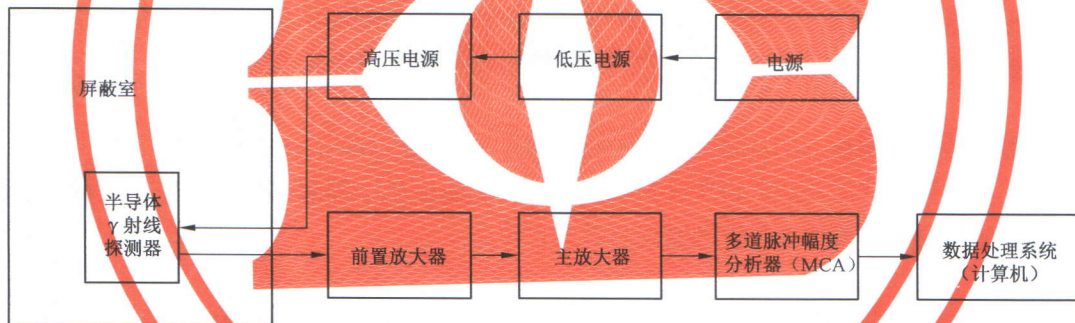 高压电源
低压电源
电源
屏蔽室
半导体
γ射线
探测器
前置放大器
主放大器
多道脉冲幅度
分析器（MCA）
数据处理系统
（计算机）